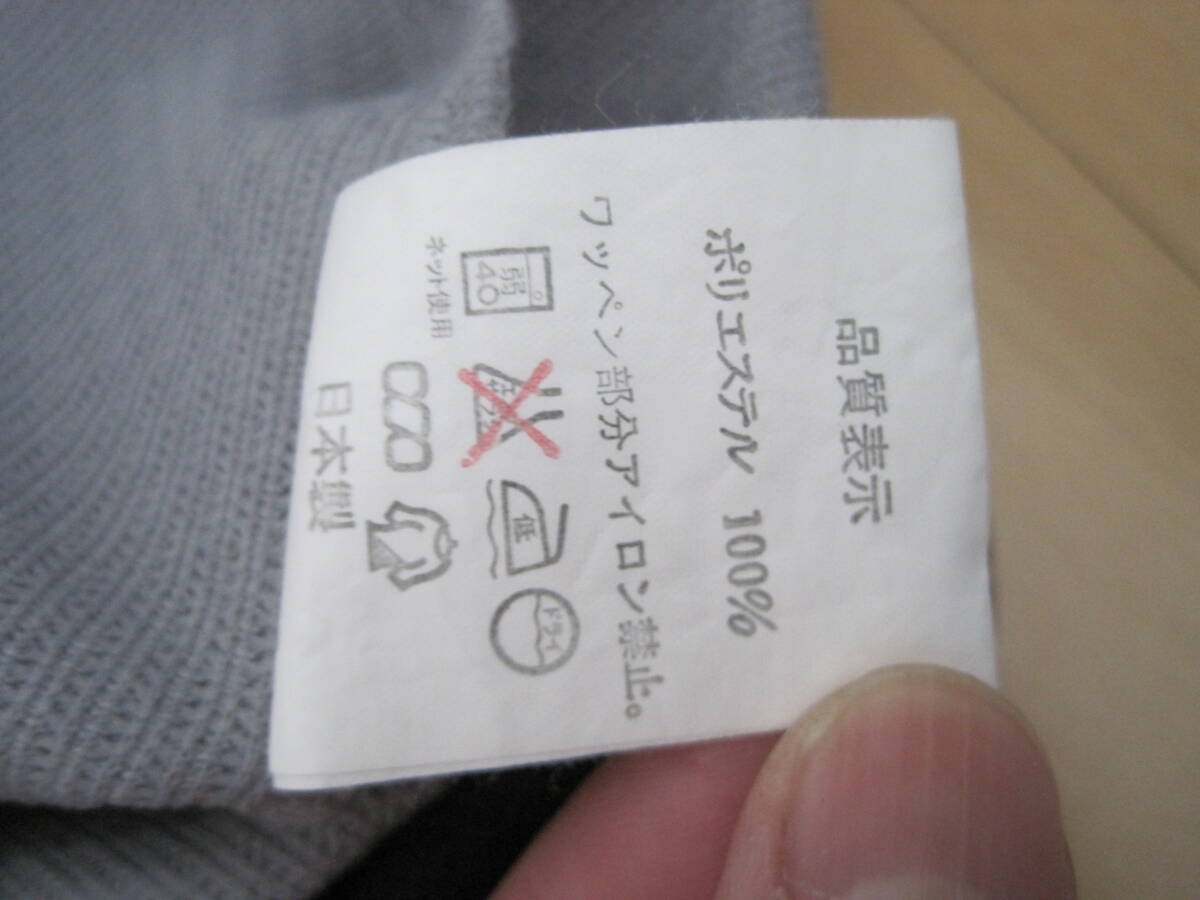 品質表示
ポリエステル 100%
ワッペン部分アイロン禁止。
弱
40
低
ドライ
ネット使用
日本製